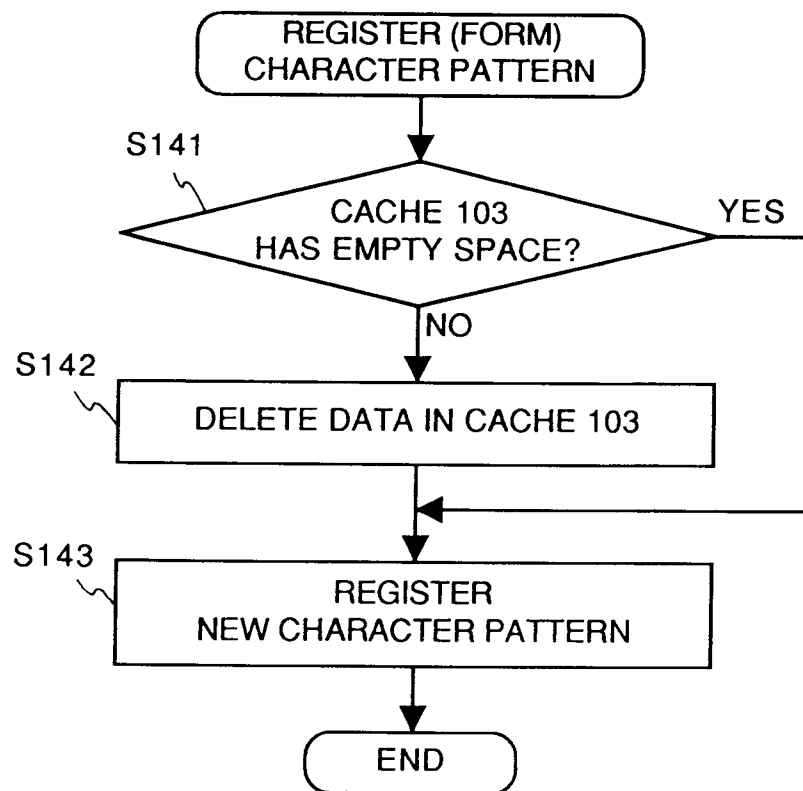 REGISTER (FORM)
CHARACTER PATTERN
S141
CACHE 103
HAS EMPTY SPACE?
YES
NO
S142
DELETE DATA IN CACHE 103
S143
REGISTER
NEW CHARACTER PATTERN
END